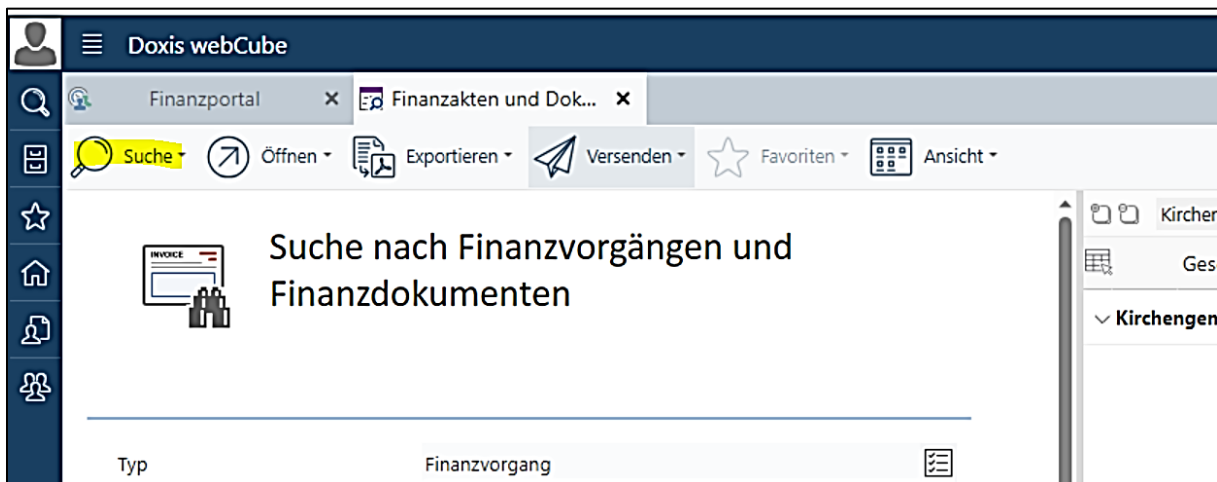 Doxis webCube
Finanzportal
Finanzakten und Dok...
Suche
Öffnen
Exportieren
Versenden
Favoriten
Ansicht
INVOICE
Suche nach Finanzvorgängen und
Finanzdokumenten
Typ
Finanzvorgang
Kirchen
Ges
Kirchengen